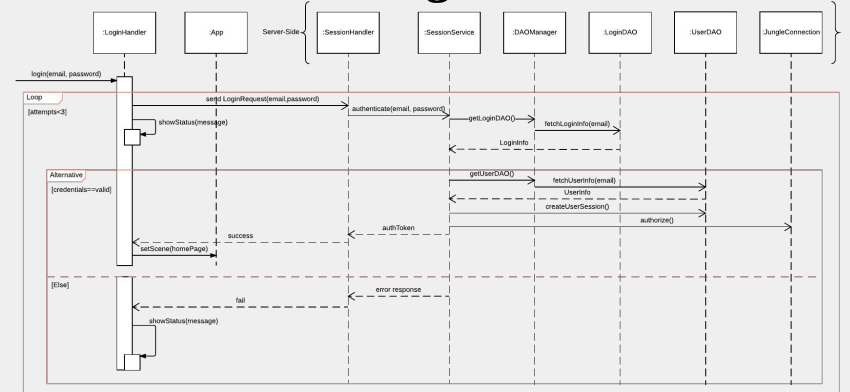 :LoginHandler
:App
Server-Side
:SessionHandler
:SessionService
:DAOManager
:LoginDAO
:UserDAO
:JungleConnection
login(email, password)
Loop
[attempts<3]
send LoginRequest(email,password)
authenticate(email, password)
showStatus(message)
getLoginDAO()
fetchLoginInfo(email)
LoginInfo
Alternative
[credentials==valid]
getUserDAO()
fetchUserInfo(email)
UserInfo
createUserSession()
authorize()
authToken
success
setScene(homePage)
[Else]
error response
fail
showStatus(message)